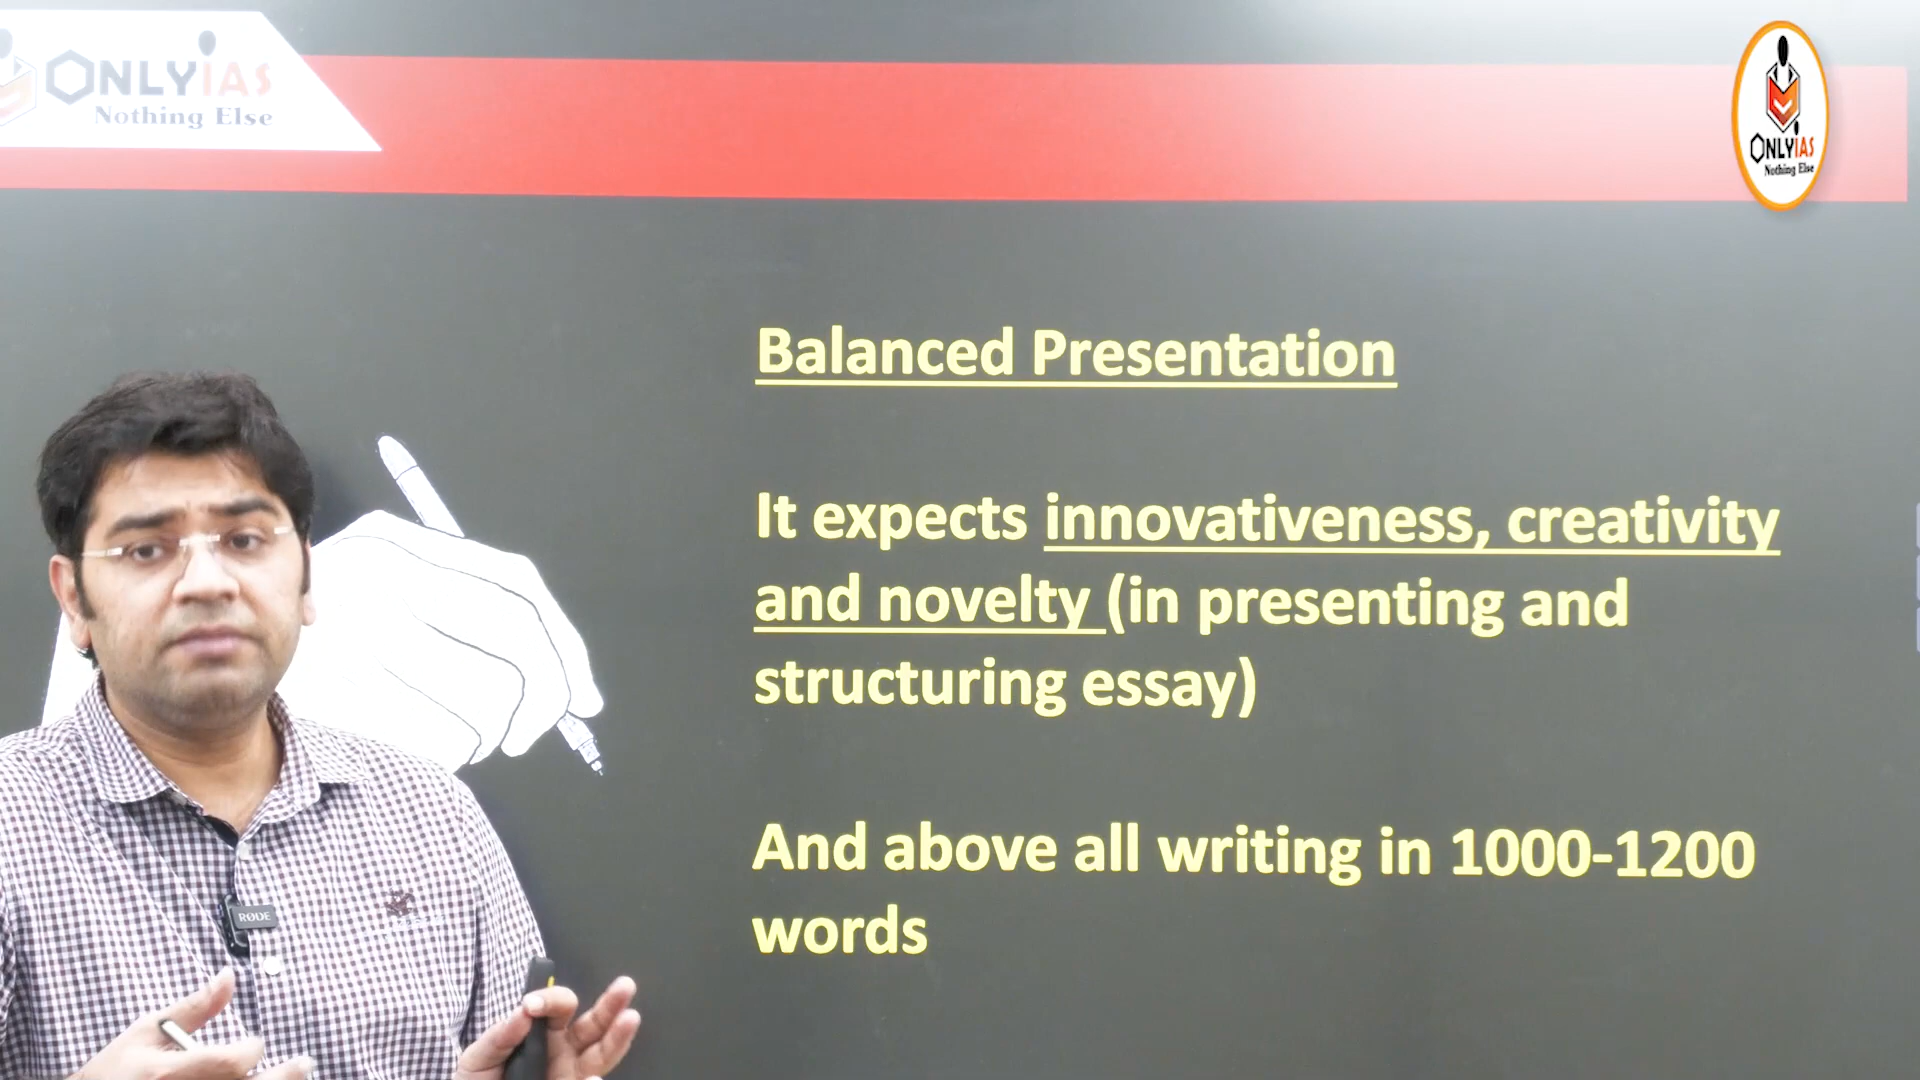 ONLYIAS
Nothing Else
ONLYIAS
Nothing Else
Balanced Presentation
It expects innovativeness, creativity
and novelty (in presenting and
structuring essay)
And above all writing in 1000-1200
words
RØDE